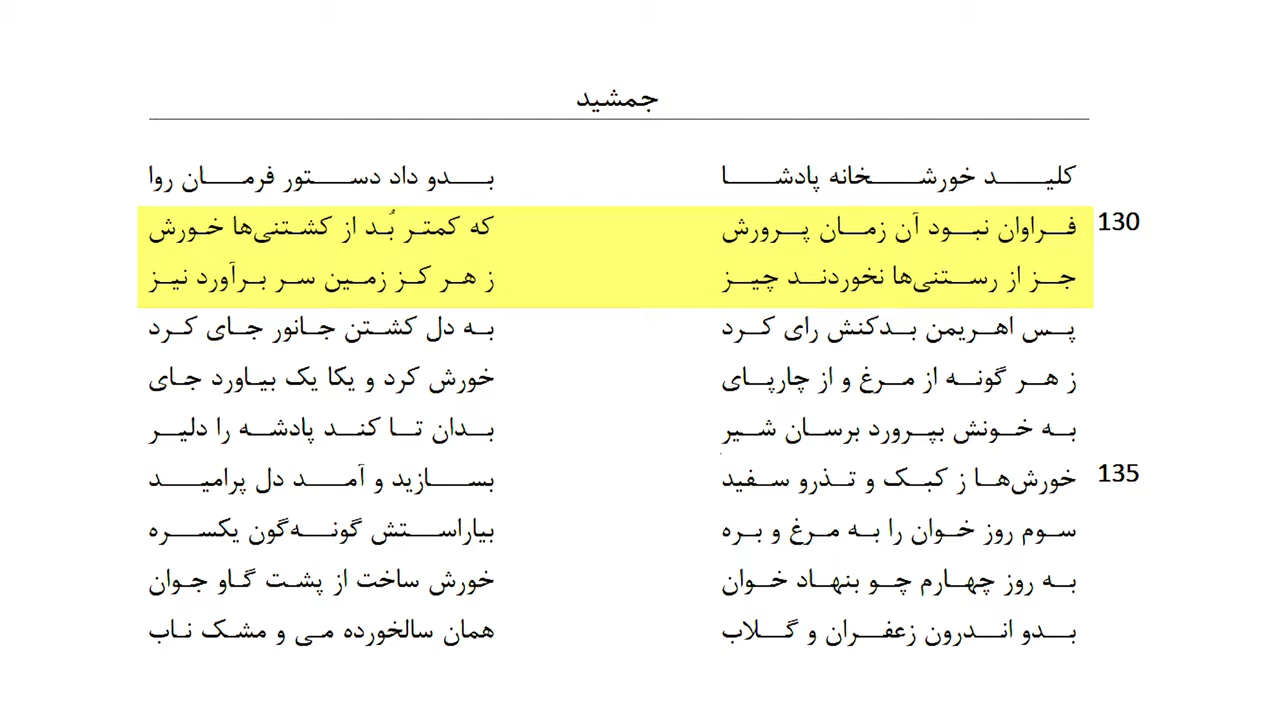 جمشید
کلید خورشخانه پادشا بدو داد دستور فرمان روا
130 فراوان نبود آن زمان پرورش که کمتر بُد از کشتنی‌ها خورش
جز از رستنی‌ها نخوردند چیز ز هر کز زمین سر برآورد نیز
پس اهریمن بدکنش رای کرد به دل کشتن جانور جای کرد
ز هر گونه از مرغ و از چارپای خورش کرد و یکا یک بیاورد جای
به خونش بپرورد برسان شیر بدان تا کند پادشه را دلیر
135 خورش‌ها ز کبک و تذرو سفید بسازید و آمد دل پرامید
سوم روز خوان را به مرغ و بره بیاراستش گونه‌گون یکسره
به روز چهارم چو بنهاد خوان خورش ساخت از پشت گاو جوان
بدو اندرون زعفران و گلاب همان سالخورده می و مشک ناب